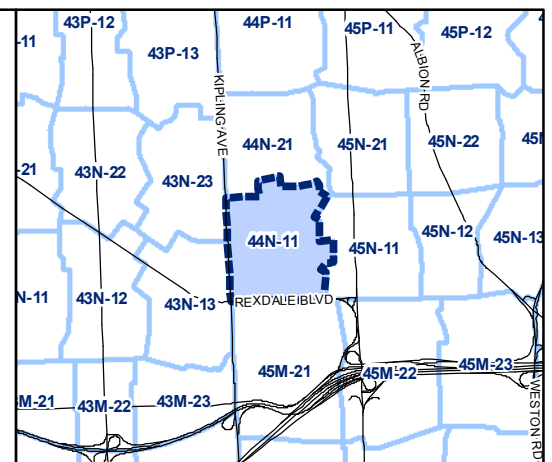 43P-12
44P-11
45P-11
45P-12
-11
43P-13
ALBION RD
KIPLING AVE
44N-21
45N-21
45N-22
45N
-21
43N-22
43N-23
44N-11
45N-11
45N-12
45N-13
N-11
43N-12
43N-13
REXDALE BLVD
45M-21
45M-22
45M-23
M-21
43M-22
43M-23
WESTON RD